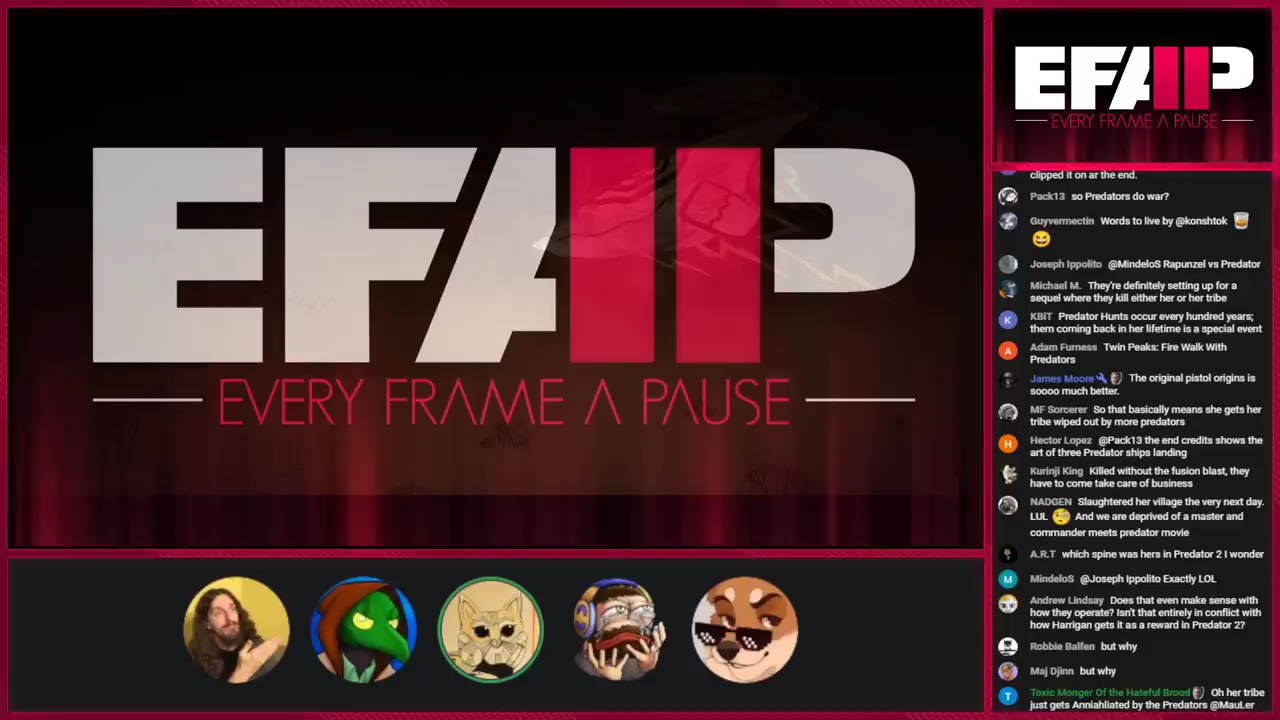 EFAP
EVERY FRAME A PAUSE
EFAP
EVERY FRAME A PAUSE
clipped it on ar the end.
Pack13 so Predators do war?
Guyvermectin Words to live by @konshtok
Joseph Ippolito @MindeloS Rapunzel vs Predator
Michael M. They're definitely setting up for a
sequel where they kill either her or her tribe
K
KBiT Predator Hunts occur every hundred years;
them coming back in her lifetime is a special event
A
Adam Furness Twin Peaks: Fire Walk With
Predators
James Moore The original pistol origins is
soooo much better.
MF Sorcerer So that basically means she gets her
tribe wiped out by more predators
H
Hector Lopez @Pack13 the end credits shows the
art of three Predator ships landing
Kurinji King Killed without the fusion blast, they
have to come take care of business
NADGEN Slaughtered her village the very next day.
LUL And we are deprived of a master and
commander meets predator movie
A.R.T which spine was hers in Predator 2 I wonder
M
MindeloS @Joseph Ippolito Exactly LOL
Andrew Lindsay Does that even make sense with
how they operate? Isn't that entirely in conflict with
how Harrigan gets it as a reward in Predator 2?
Robbie Balfen but why
Maj Djinn but why
T
Toxic Monger Of the Hateful Brood Oh her tribe
just gets Anniahliated by the Predators @MauLer